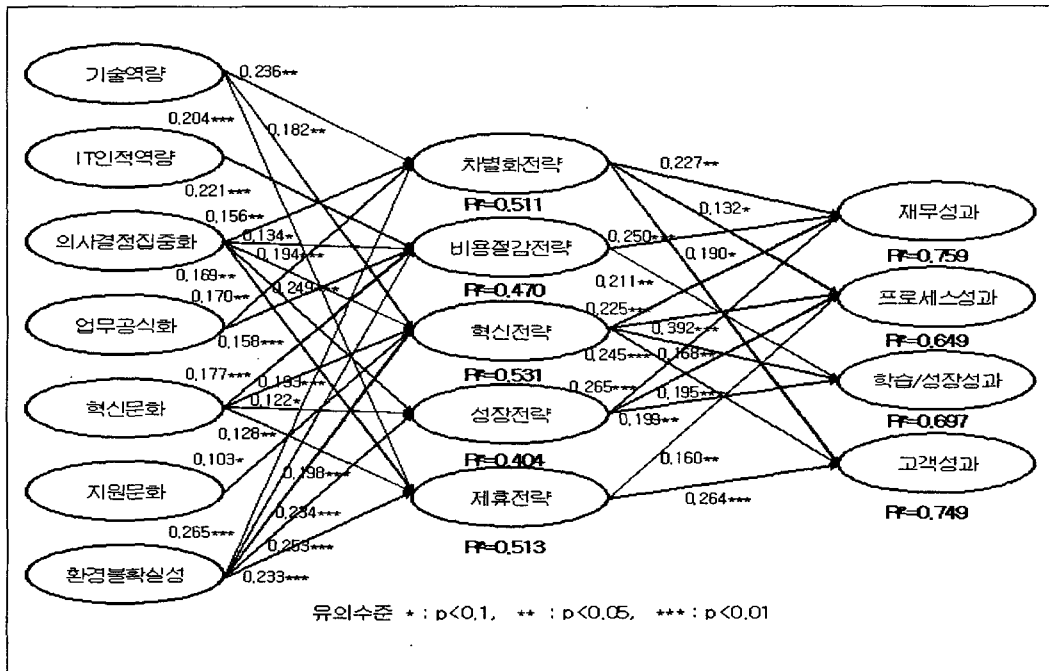 기술역량
0.236**
0.204***
0.182**
IT인적역량
차별화전략
0.227**
0.221***
R²=0.511
0.132*
재무성과
0.156**
의사결정집중화
0.134*
비용절감전략
0.250***
0.190*
R²=0.759
0.194***
0.169**
0.249***
R²=0.470
0.211**
프로세스성과
0.170**
업무공식화
혁신전략
0.225**
0.392***
R²=0.649
0.158***
0.245***
0.168**
R²=0.531
학습/성장성과
0.177***
0.193***
0.265***
0.195**
혁신문화
0.122*
성장전략
0.199**
R²=0.697
0.128**
R²=0.404
고객성과
0.103*
0.198***
0.160**
지원문화
제휴전략
0.264***
R²=0.749
0.265***
0.234***
R²=0.513
0.253***
환경불확실성
0.233***
유의수준 * : p<0.1, ** : p<0.05, *** : p<0.01